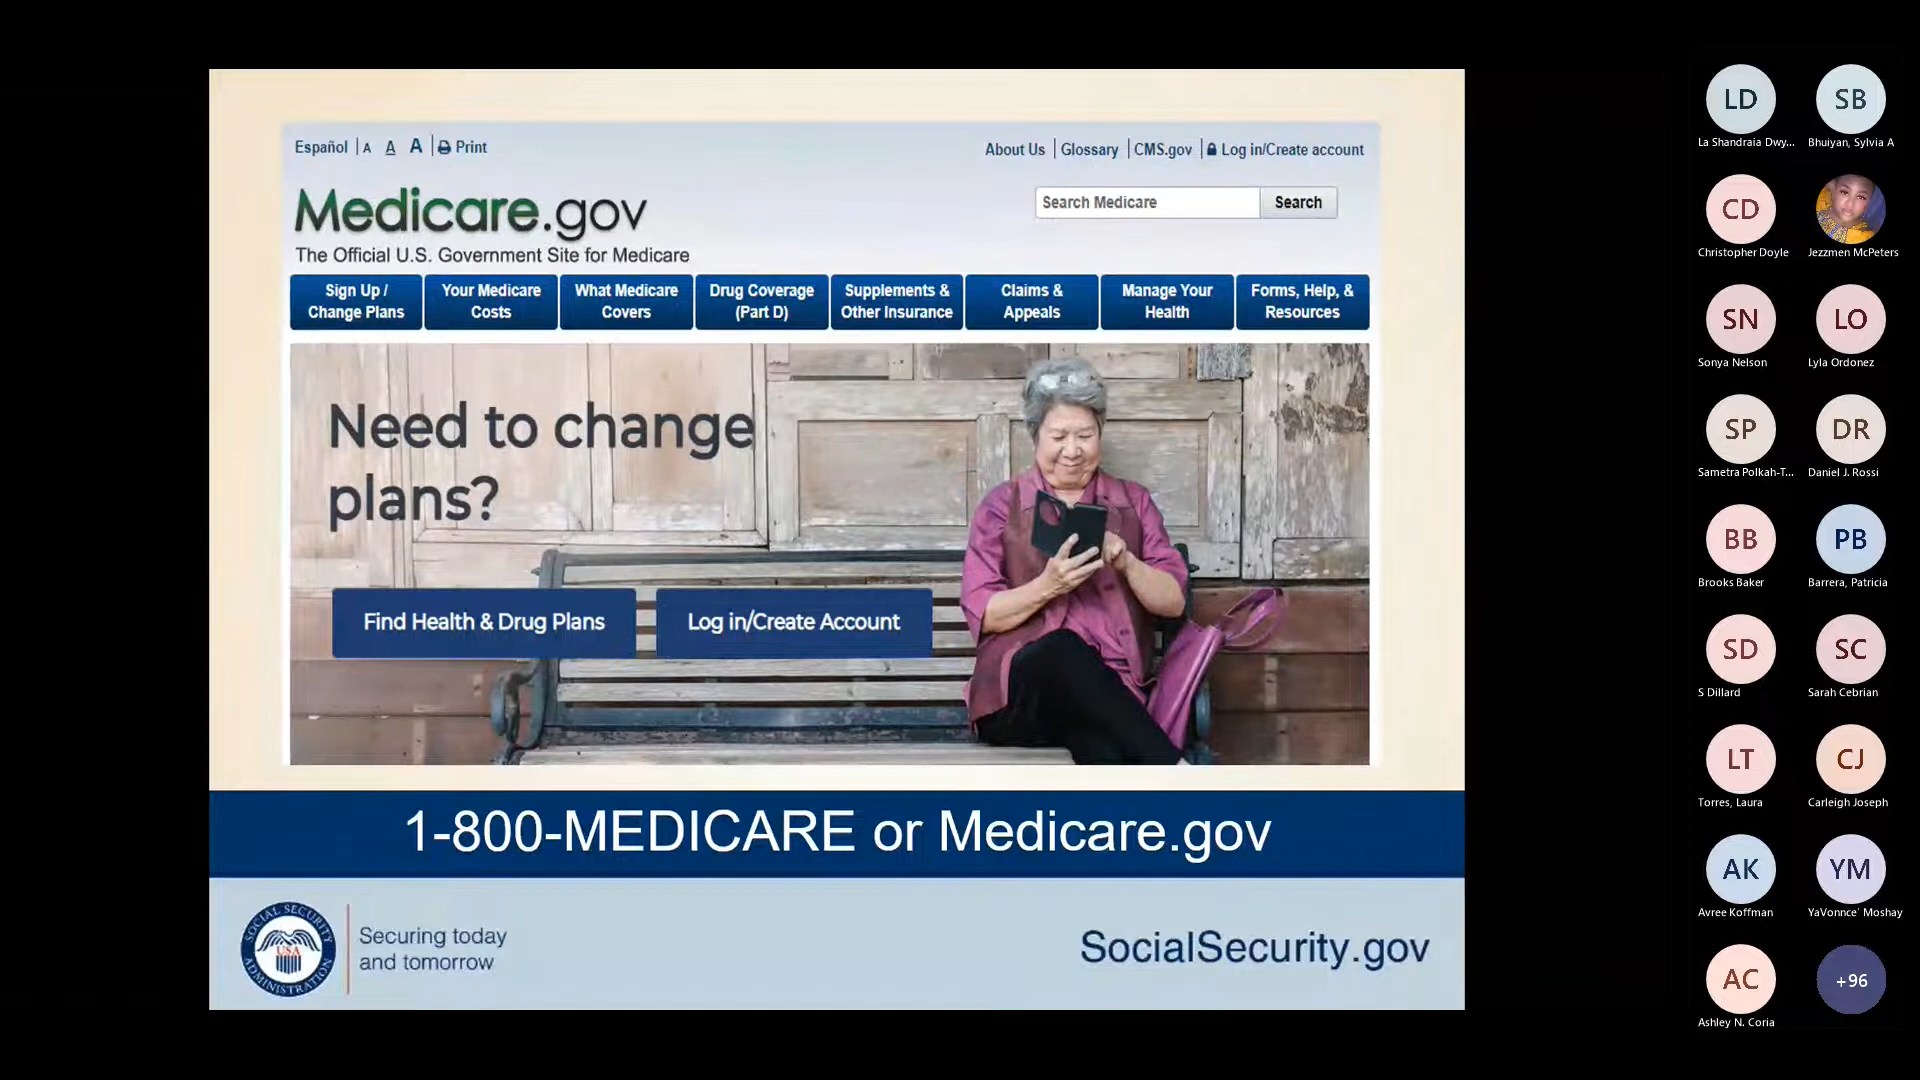 Español
A A A
Print
About Us
Glossary
CMS.gov
Log in/Create account
Medicare.gov
The Official U.S. Government Site for Medicare
Search Medicare
Search
Sign Up /
Change Plans
Your Medicare
Costs
What Medicare
Covers
Drug Coverage
(Part D)
Supplements &
Other Insurance
Claims &
Appeals
Manage Your
Health
Forms, Help, &
Resources
Need to change
plans?
Find Health & Drug Plans
Log in/Create Account
1-800-MEDICARE or Medicare.gov
SOCIAL SECURITY
ADMINISTRATION
USA
Securing today
and tomorrow
SocialSecurity.gov
LD
La Shandraia Dwy...
SB
Bhuiyan, Sylvia A
CD
Christopher Doyle
Jezzmen McPeters
SN
Sonya Nelson
LO
Lyla Ordonez
SP
Sametra Polkah-T...
DR
Daniel J. Rossi
BB
Brooks Baker
PB
Barrera, Patricia
SD
S Dillard
SC
Sarah Cebrian
LT
Torres, Laura
CJ
Carleigh Joseph
AK
Avree Koffman
YM
YaVonnce` Moshay
AC
Ashley N. Coria
+96